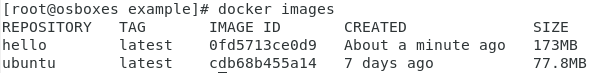 [root@osboxes example]# docker images
REPOSITORY TAG IMAGE ID CREATED SIZE
hello latest 0fd5713ce0d9 About a minute ago 173MB
ubuntu latest cdb68b455a14 7 days ago 77.8MB